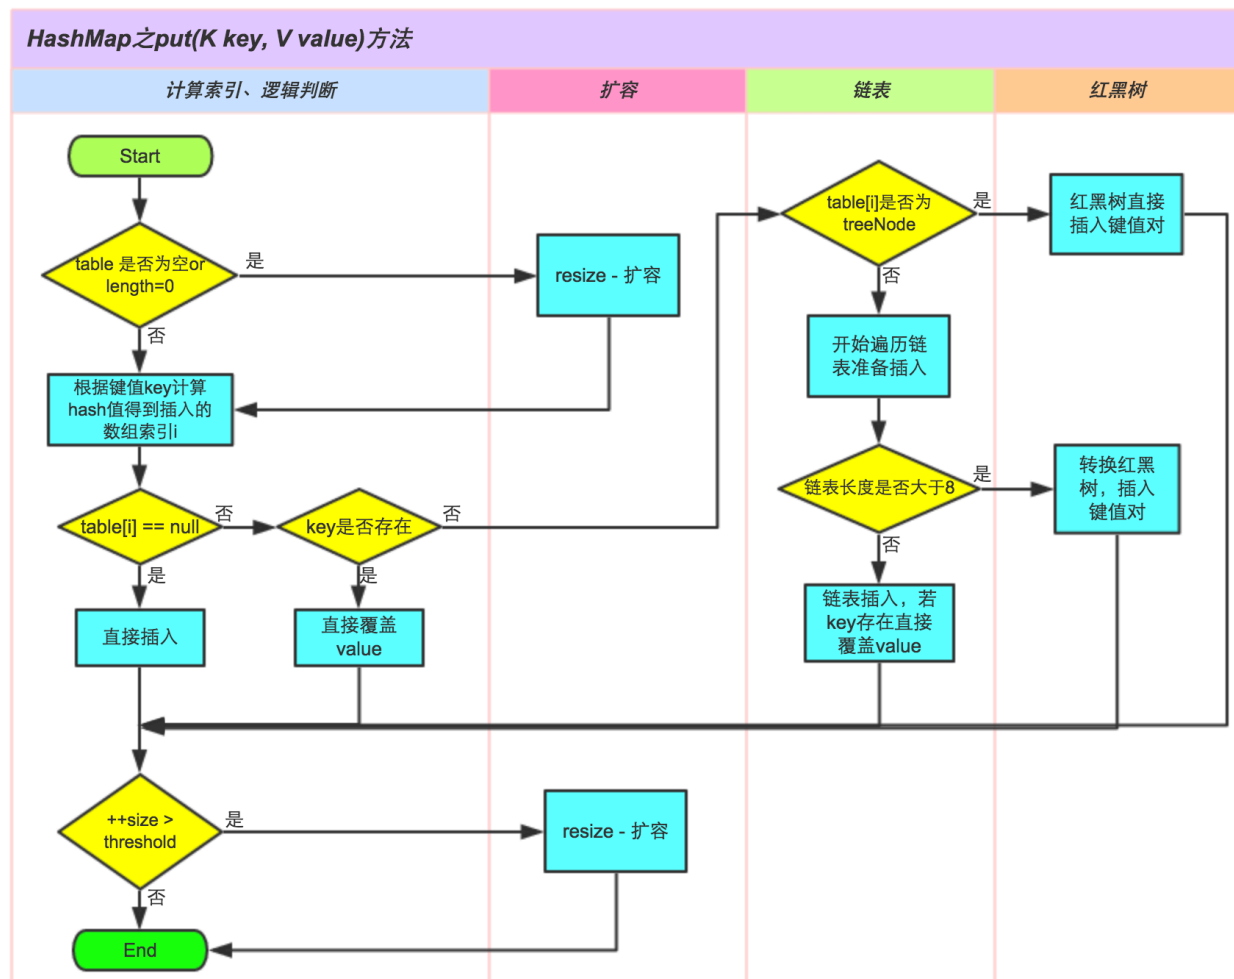 HashMap之put(K key, V value)方法
计算索引、逻辑判断
扩容
链表
红黑树
Start
table 是否为空or
length=0
是
resize - 扩容
否
根据键值key计算
hash值得到插入的
数组索引i
table[i] == null
否
key是否存在
否
是
直接插入
是
直接覆盖
value
table[i]是否为
treeNode
是
红黑树直接
插入键值对
否
开始遍历链
表准备插入
链表长度是否大于8
是
转换红黑
树，插入
键值对
否
链表插入，若
key存在直接
覆盖value
++size >
threshold
是
resize - 扩容
否
End